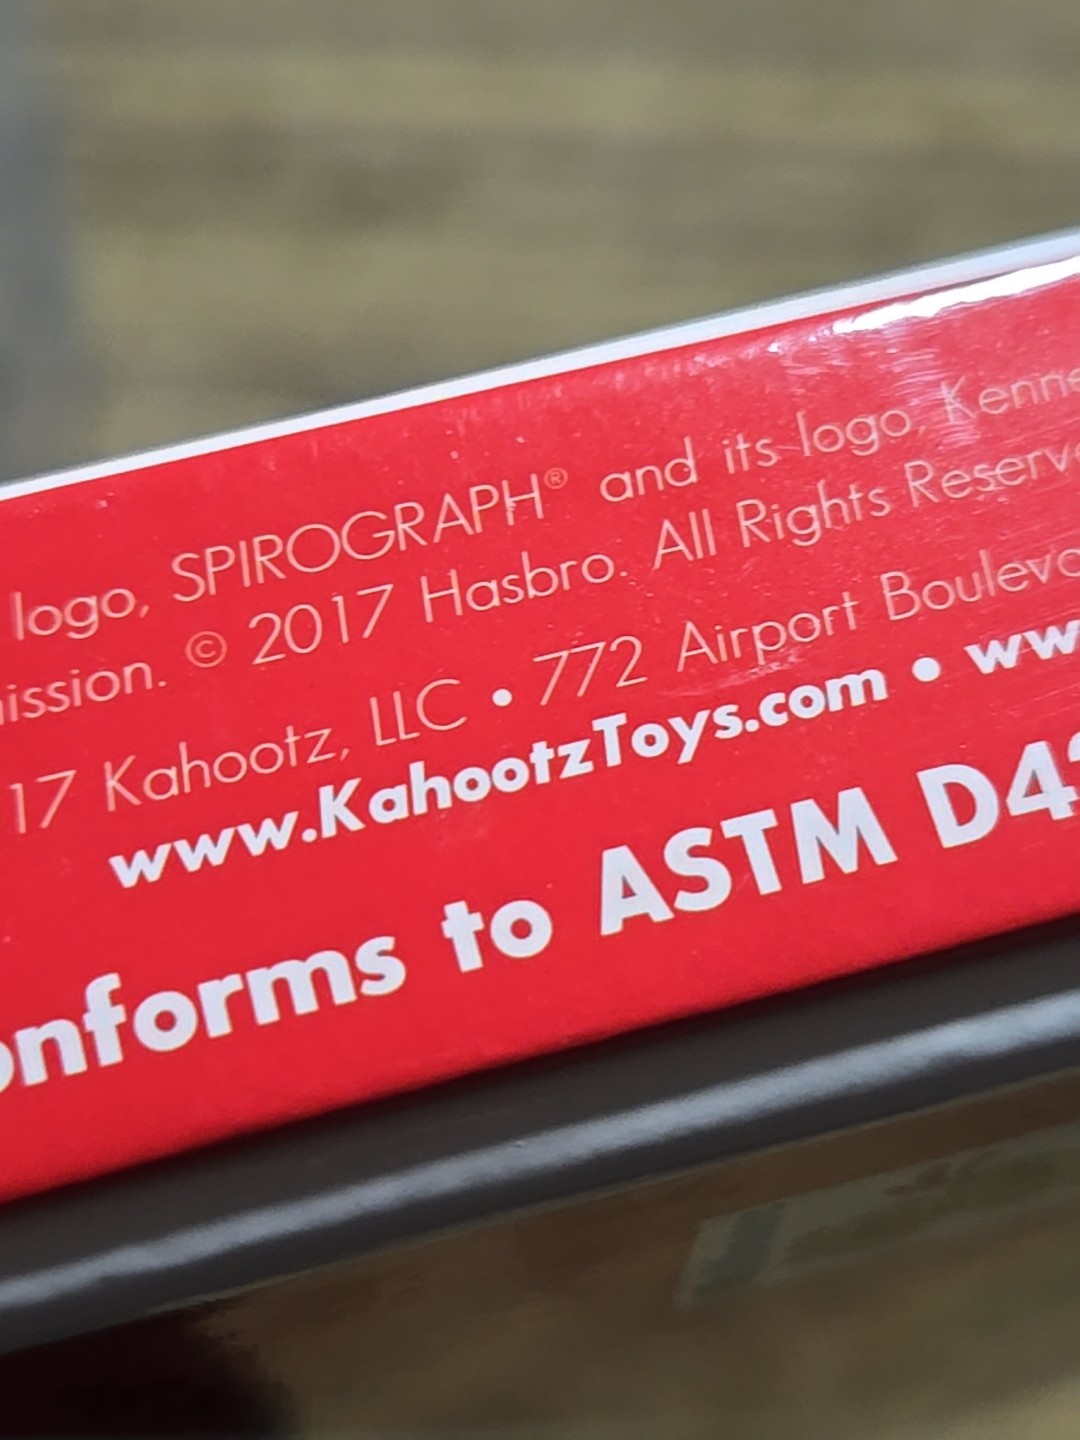 logo, SPIROGRAPH® and its logo Kenne
ission. © 2017 Hasbro. All Rights Reserve
17 Kahootz, LLC • 772 Airport Bouleva
www.KahootzToys.com • ww
onforms to ASTM D4